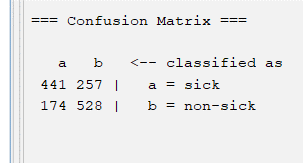 === Confusion Matrix ===
a b <-- classified as
441 257 | a = sick
174 528 | b = non-sick